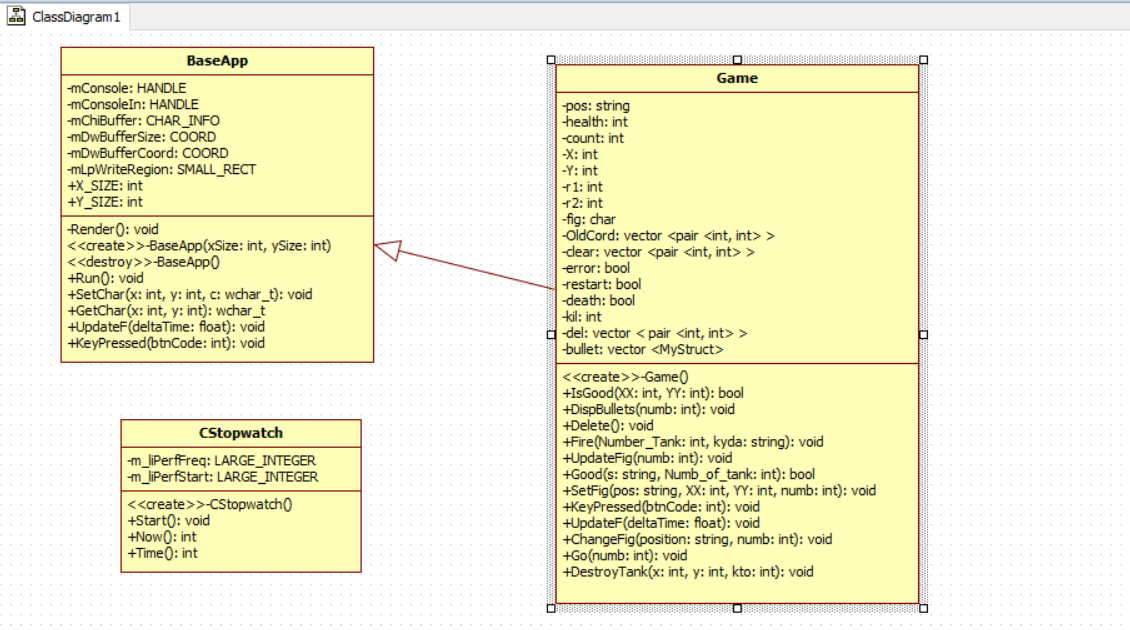 ClassDiagram1
BaseApp
-mConsole: HANDLE
-mConsoleIn: HANDLE
-mChiBuffer: CHAR_INFO
-mDwBufferSize: COORD
-mDwBufferCoord: COORD
-mLpWriteRegion: SMALL_RECT
+X_SIZE: int
+Y_SIZE: int
-Render(): void
<<create>>-BaseApp(xSize: int, ySize: int)
<<destroy>>-BaseApp()
+Run(): void
+SetChar(x: int, y: int, c: wchar_t): void
+GetChar(x: int, y: int): wchar_t
+UpdateF(deltaTime: float): void
+KeyPressed(btnCode: int): void
CStopwatch
-m_liPerfFreq: LARGE_INTEGER
-m_liPerfStart: LARGE_INTEGER
<<create>>-CStopwatch()
+Start(): void
+Now(): int
+Time(): int
Game
-pos: string
-health: int
-count: int
-X: int
-Y: int
-r1: int
-r2: int
-fig: char
-OldCord: vector <pair <int, int> >
-clear: vector <pair <int, int> >
-error: bool
-restart: bool
-death: bool
-kil: int
-del: vector < pair <int, int> >
-bullet: vector <MyStruct>
<<create>>-Game()
+IsGood(XX: int, YY: int): bool
+DispBullets(numb: int): void
+Delete(): void
+Fire(Number_Tank: int, kyda: string): void
+UpdateFig(numb: int): void
+Good(s: string, Numb_of_tank: int): bool
+SetFig(pos: string, XX: int, YY: int, numb: int): void
+KeyPressed(btnCode: int): void
+UpdateF(deltaTime: float): void
+ChangeFig(position: string, numb: int): void
+Go(numb: int): void
+DestroyTank(x: int, y: int, kto: int): void